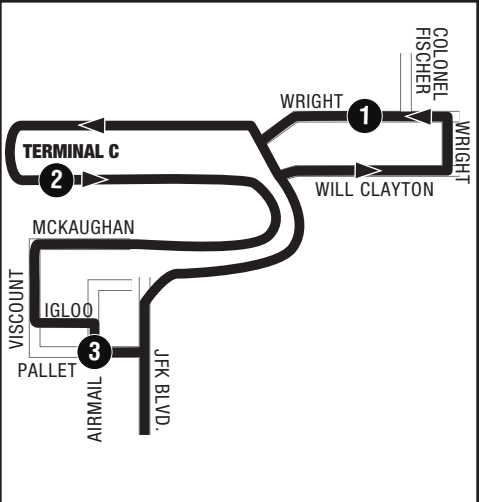 COLONEL
FISCHER
WRIGHT
1
WRIGHT
TERMINAL C
2
WILL CLAYTON
MCKAUGHAN
VISCOUNT
IGLOO
3
PALLET
AIRMAIL
JFK BLVD.